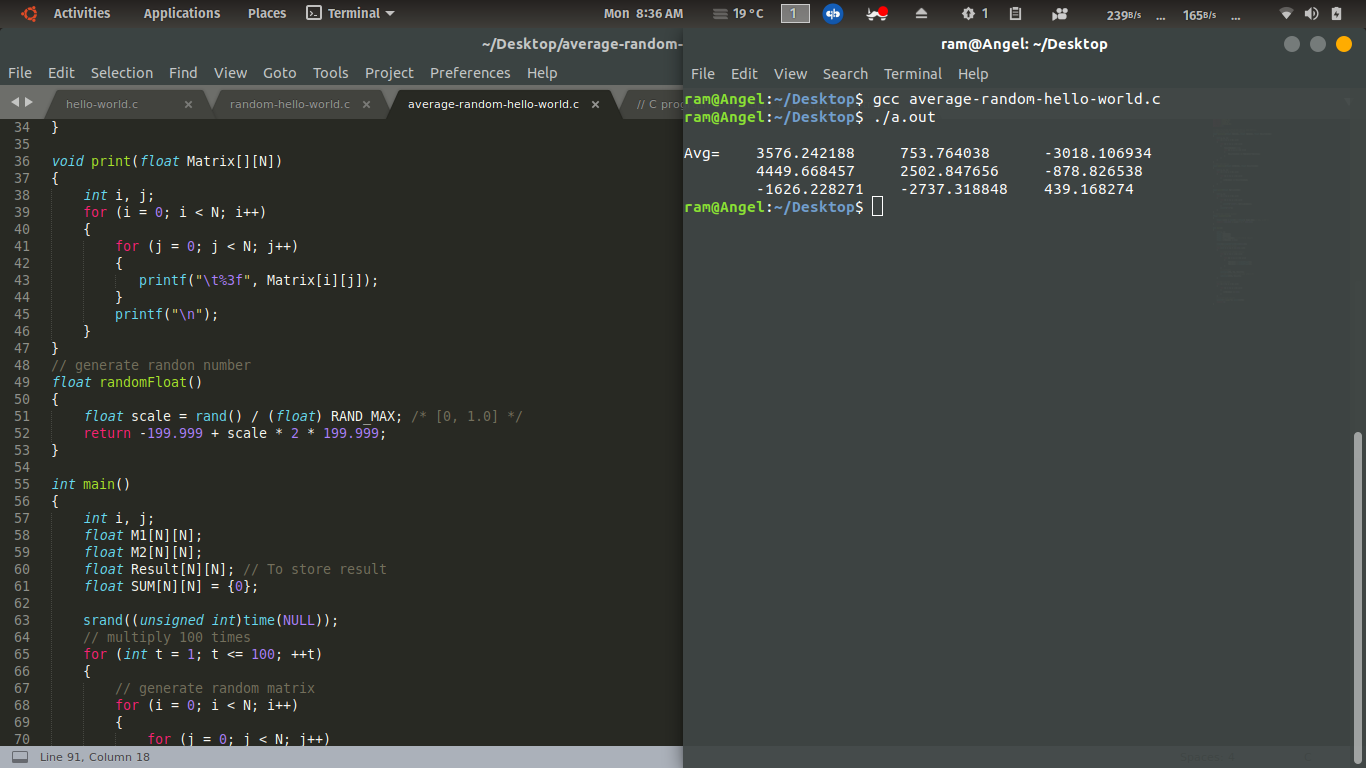 Activities Applications Places Terminal Mon 8:36 AM 19 °C 1 1 239B/s ... 165B/s ...
~/Desktop/average-random-
File Edit Selection Find View Goto Tools Project Preferences Help
hello-world.c × random-hello-world.c × average-random-hello-world.c × // C prog
34 }
35
36 void print(float Matrix[][N])
37 {
38     int i, j;
39     for (i = 0; i < N; i++)
40     {
41         for (j = 0; j < N; j++)
42         {
43            printf("\t%3f", Matrix[i][j]);
44         }
45         printf("\n");
46     }
47 }
48 // generate randon number
49 float randomFloat()
50 {
51     float scale = rand() / (float) RAND_MAX; /* [0, 1.0] */
52     return -199.999 + scale * 2 * 199.999;
53 }
54
55 int main()
56 {
57     int i, j;
58     float M1[N][N];
59     float M2[N][N];
60     float Result[N][N]; // To store result
61     float SUM[N][N] = {0};
62
63     srand((unsigned int)time(NULL));
64     // multiply 100 times
65     for (int t = 1; t <= 100; ++t)
66     {
67         // generate random matrix
68         for (i = 0; i < N; i++)
69         {
70             for (j = 0; j < N; j++)
Line 91, Column 18
ram@Angel: ~/Desktop
File Edit View Search Terminal Help
ram@Angel:~/Desktop$ gcc average-random-hello-world.c
ram@Angel:~/Desktop$ ./a.out
Avg=    3576.242188     753.764038      -3018.106934
        4449.668457     2502.847656     -878.826538
        -1626.228271    -2737.318848    439.168274
ram@Angel:~/Desktop$